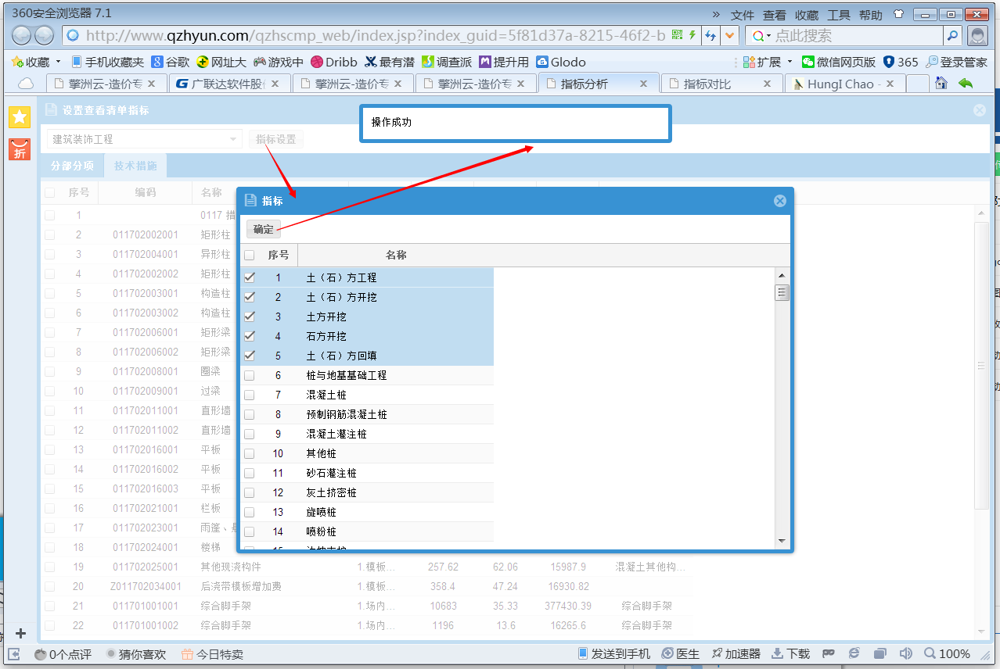 360安全浏览器 7.1
» 文件 查看 收藏 工具 帮助
http://www.qzhyun.com/qzhscmp_web/index.jsp?index_guid=5f81d37a-8215-46f2-b 点此搜索
收藏 手机收藏夹 谷歌 网址大 游戏中 Dribb 最有潜 调查派 提升用 Glodo 扩展 微信网页版 365 登录管家
擎洲云-造价专 广联达软件股 擎洲云-造价专 擎洲云-造价专 指标分析 指标对比 HungI Chao -
设置查看清单指标
操作成功
建筑装饰工程 指标设置
折
分部分项 技术措施
序号 编码 名称
1 0117 措
2 011702002001 矩形柱
3 011702004001 异形柱
4 011702002002 矩形柱
5 011702003001 构造柱
6 011702003002 构造柱
7 011702006001 矩形梁
8 011702006002 矩形梁
9 011702008001 圈梁
10 011702009001 过梁
11 011702011001 直形墙
12 011702011002 直形墙
13 011702016001 平板
14 011702016002 平板
15 011702016003 平板
16 011702021001 栏板
17 011702023001 雨篷、
18 011702024001 楼梯
19 011702025001 其他现浇构件 1.模板... 257.62 62.06 15987.9 混凝土其他构...
20 Z011702034001 后浇带模板增加费 1.模板... 358.4 47.24 16930.82
21 011701001001 综合脚手架 1.场内... 10683 35.33 377430.39 综合脚手架
22 011701001002 综合脚手架 1.场内... 1196 13.6 16265.6 综合脚手架
指标
确定
序号 名称
1 土（石）方工程
2 土（石）方开挖
3 土方开挖
4 石方开挖
5 土（石）方回填
6 桩与地基基础工程
7 混凝土桩
8 预制钢筋混凝土桩
9 混凝土灌注桩
10 其他桩
11 砂石灌注桩
12 灰土挤密桩
13 旋喷桩
14 喷粉桩
0个点评 猜你喜欢 今日特卖 发送到手机 医生 加速器 下载 100%